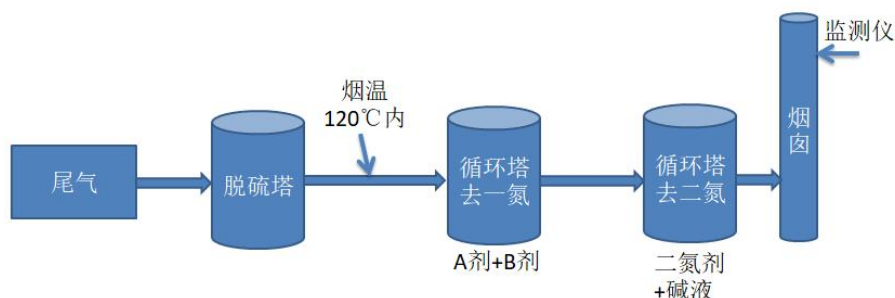 监测仪
烟温
120℃内
尾气
脱硫塔
循环塔
去一氮
循环塔
去二氮
烟囱
A剂+B剂
二氮剂
+碱液